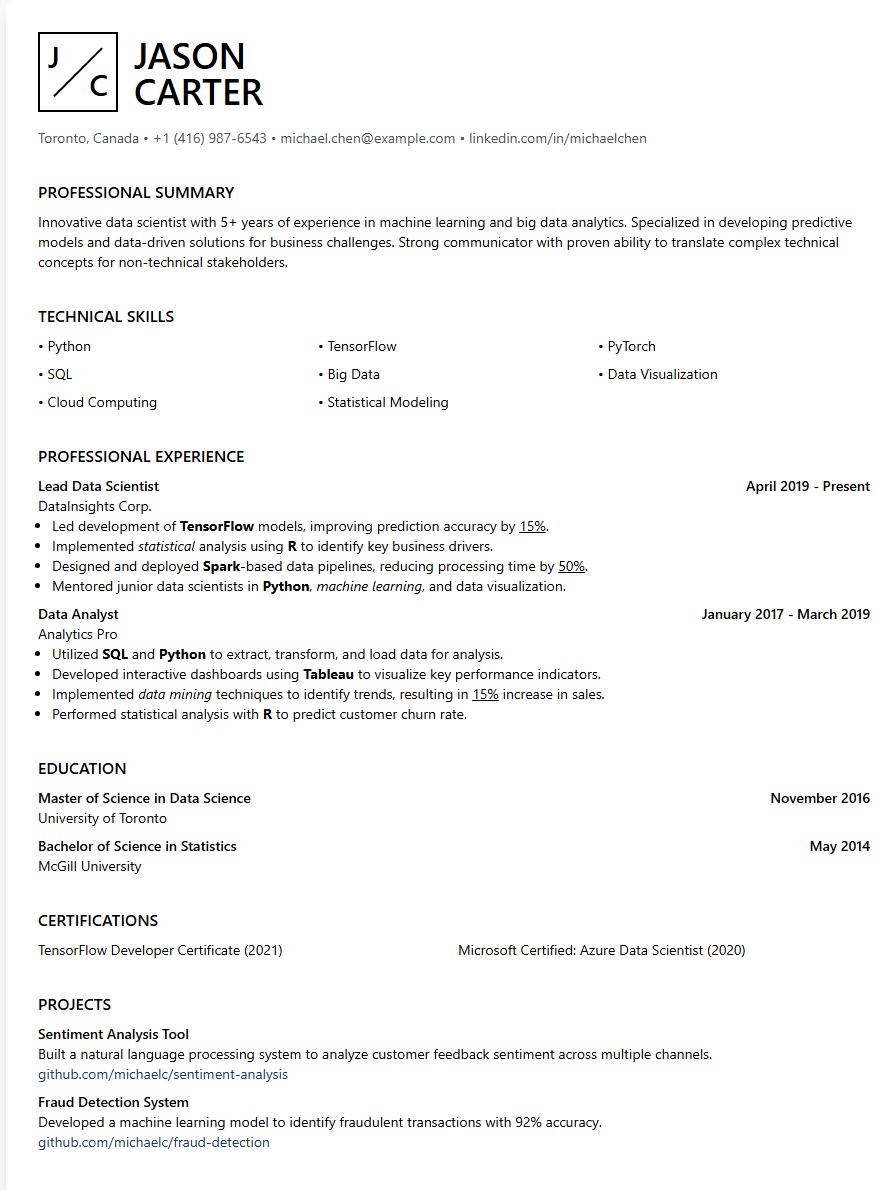 J
C
JASON
CARTER
Toronto, Canada • +1 (416) 987-6543 • michael.chen@example.com • linkedin.com/in/michaelchen
PROFESSIONAL SUMMARY
Innovative data scientist with 5+ years of experience in machine learning and big data analytics. Specialized in developing predictive
models and data-driven solutions for business challenges. Strong communicator with proven ability to translate complex technical
concepts for non-technical stakeholders.
TECHNICAL SKILLS
• Python • TensorFlow • PyTorch
• SQL • Big Data • Data Visualization
• Cloud Computing • Statistical Modeling
PROFESSIONAL EXPERIENCE
Lead Data Scientist April 2019 - Present
DataInsights Corp.
• Led development of TensorFlow models, improving prediction accuracy by 15%.
• Implemented statistical analysis using R to identify key business drivers.
• Designed and deployed Spark-based data pipelines, reducing processing time by 50%.
• Mentored junior data scientists in Python, machine learning, and data visualization.
Data Analyst January 2017 - March 2019
Analytics Pro
• Utilized SQL and Python to extract, transform, and load data for analysis.
• Developed interactive dashboards using Tableau to visualize key performance indicators.
• Implemented data mining techniques to identify trends, resulting in 15% increase in sales.
• Performed statistical analysis with R to predict customer churn rate.
EDUCATION
Master of Science in Data Science November 2016
University of Toronto
Bachelor of Science in Statistics May 2014
McGill University
CERTIFICATIONS
TensorFlow Developer Certificate (2021) Microsoft Certified: Azure Data Scientist (2020)
PROJECTS
Sentiment Analysis Tool
Built a natural language processing system to analyze customer feedback sentiment across multiple channels.
github.com/michaelc/sentiment-analysis
Fraud Detection System
Developed a machine learning model to identify fraudulent transactions with 92% accuracy.
github.com/michaelc/fraud-detection